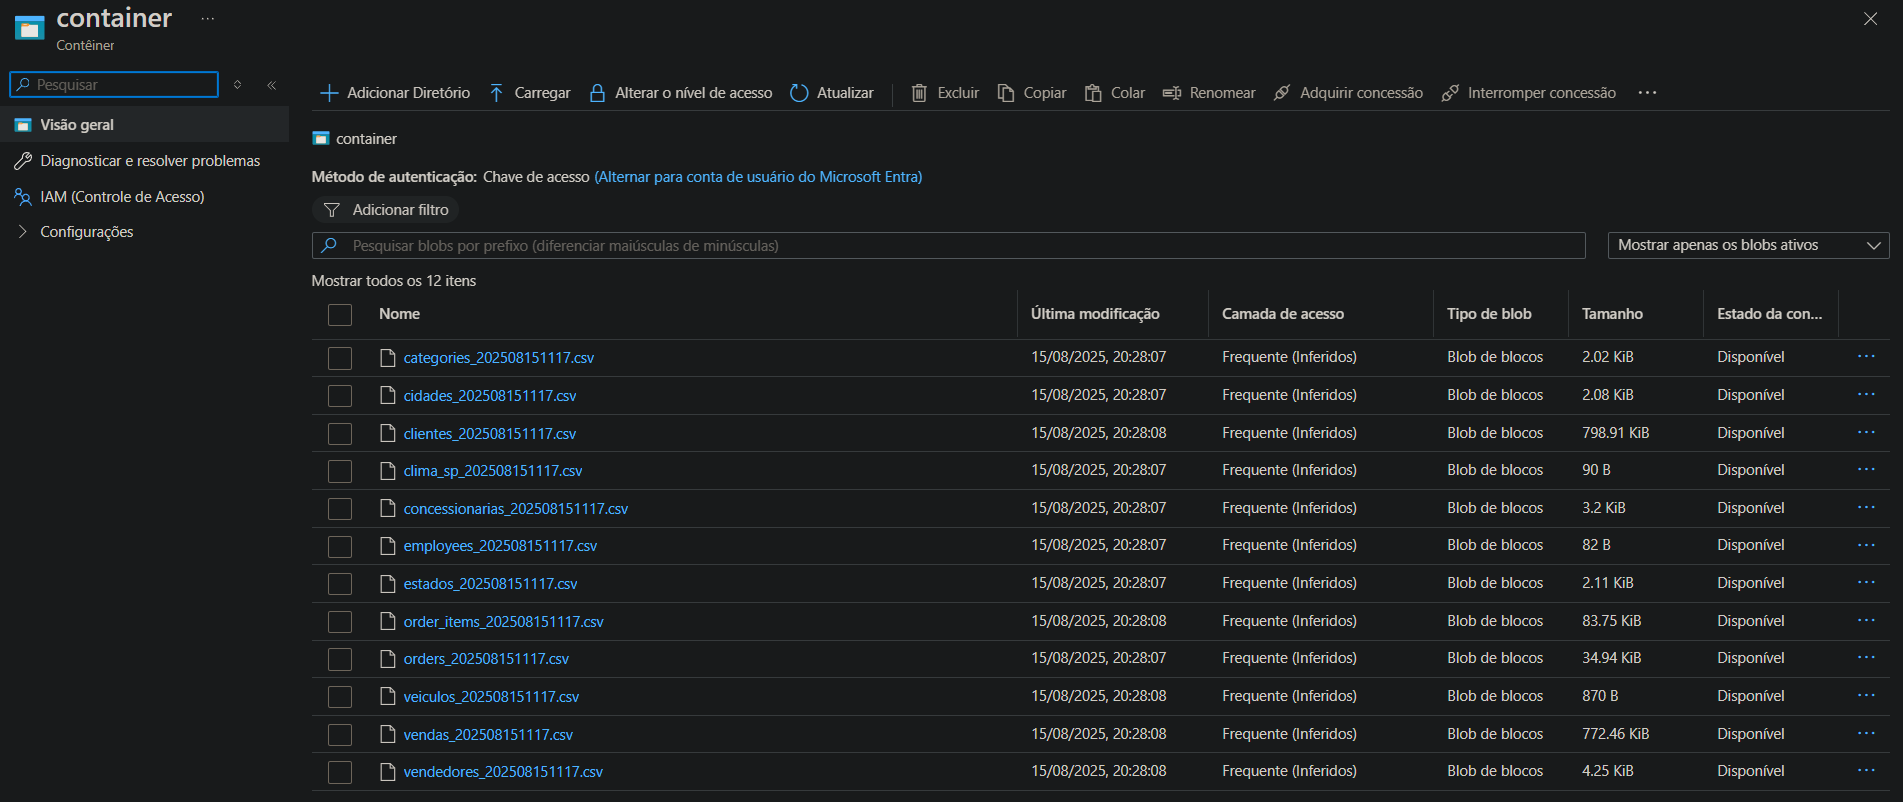 container ...
Contêiner
Pesquisar
Visão geral
Diagnosticar e resolver problemas
IAM (Controle de Acesso)
Configurações
Adicionar Diretório Carregar Alterar o nível de acesso Atualizar Excluir Copiar Colar Renomear Adquirir concessão Interromper concessão ...
container
Método de autenticação: Chave de acesso (Alternar para conta de usuário do Microsoft Entra)
Adicionar filtro
Pesquisar blobs por prefixo (diferenciar maiúsculas de minúsculas) Mostrar apenas os blobs ativos
Mostrar todos os 12 itens
Nome Última modificação Camada de acesso Tipo de blob Tamanho Estado da con...
categories_202508151117.csv 15/08/2025, 20:28:07 Frequente (Inferidos) Blob de blocos 2.02 KiB Disponível ...
cidades_202508151117.csv 15/08/2025, 20:28:07 Frequente (Inferidos) Blob de blocos 2.08 KiB Disponível ...
clientes_202508151117.csv 15/08/2025, 20:28:08 Frequente (Inferidos) Blob de blocos 798.91 KiB Disponível ...
clima_sp_202508151117.csv 15/08/2025, 20:28:07 Frequente (Inferidos) Blob de blocos 90 B Disponível ...
concessionarias_202508151117.csv 15/08/2025, 20:28:07 Frequente (Inferidos) Blob de blocos 3.2 KiB Disponível ...
employees_202508151117.csv 15/08/2025, 20:28:07 Frequente (Inferidos) Blob de blocos 82 B Disponível ...
estados_202508151117.csv 15/08/2025, 20:28:07 Frequente (Inferidos) Blob de blocos 2.11 KiB Disponível ...
order_items_202508151117.csv 15/08/2025, 20:28:08 Frequente (Inferidos) Blob de blocos 83.75 KiB Disponível ...
orders_202508151117.csv 15/08/2025, 20:28:07 Frequente (Inferidos) Blob de blocos 34.94 KiB Disponível ...
veiculos_202508151117.csv 15/08/2025, 20:28:08 Frequente (Inferidos) Blob de blocos 870 B Disponível ...
vendas_202508151117.csv 15/08/2025, 20:28:08 Frequente (Inferidos) Blob de blocos 772.46 KiB Disponível ...
vendedores_202508151117.csv 15/08/2025, 20:28:08 Frequente (Inferidos) Blob de blocos 4.25 KiB Disponível ...